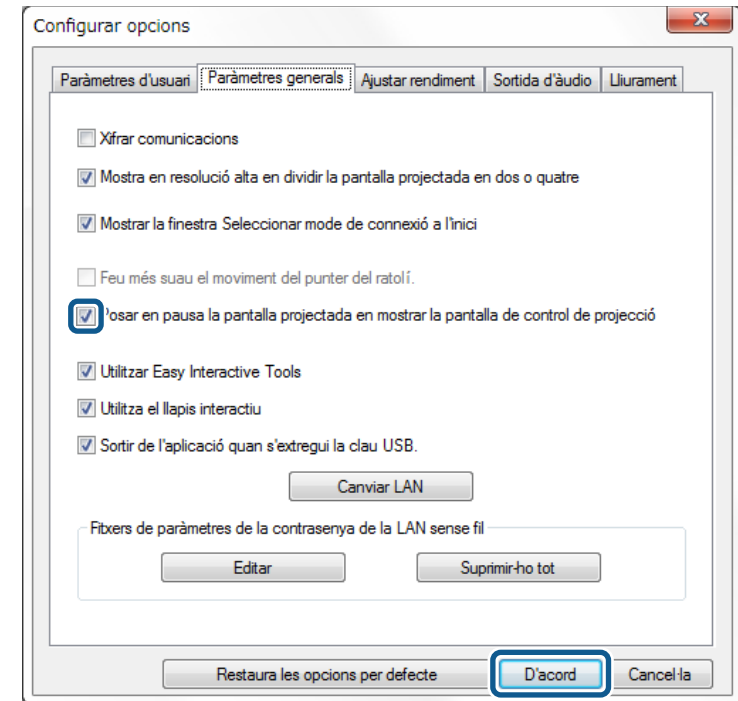 Configurar opcions
Paràmetres d'usuari Paràmetres generals Ajustar rendiment Sortida d'àudio Lliurament
Xifrar comunicacions
Mostra en resolució alta en dividir la pantalla projectada en dos o quatre
Mostrar la finestra Seleccionar mode de connexió a l'inici
Feu més suau el moviment del punter del ratolí.
Posar en pausa la pantalla projectada en mostrar la pantalla de control de projecció
Utilitzar Easy Interactive Tools
Utilitza el llapis interactiu
Sortir de l'aplicació quan s'extregui la clau USB.
Canviar LAN
Fitxers de paràmetres de la contrasenya de la LAN sense fil
Editar Suprimir-ho tot
Restaura les opcions per defecte D'acord Cancel·la